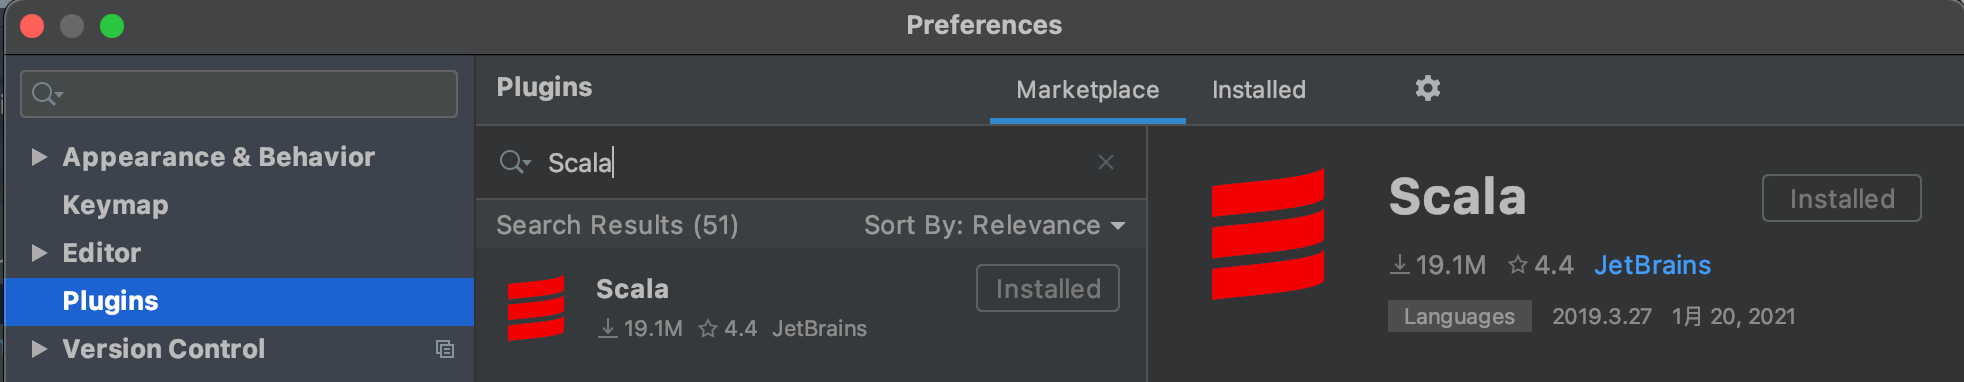 Preferences
Appearance & Behavior
Keymap
Editor
Plugins
Version Control
Plugins
Marketplace
Installed
Scala
Search Results (51)
Sort By: Relevance
Scala
Installed
19.1M 4.4 JetBrains
Scala
Installed
19.1M 4.4 JetBrains
Languages 2019.3.27 1月 20, 2021